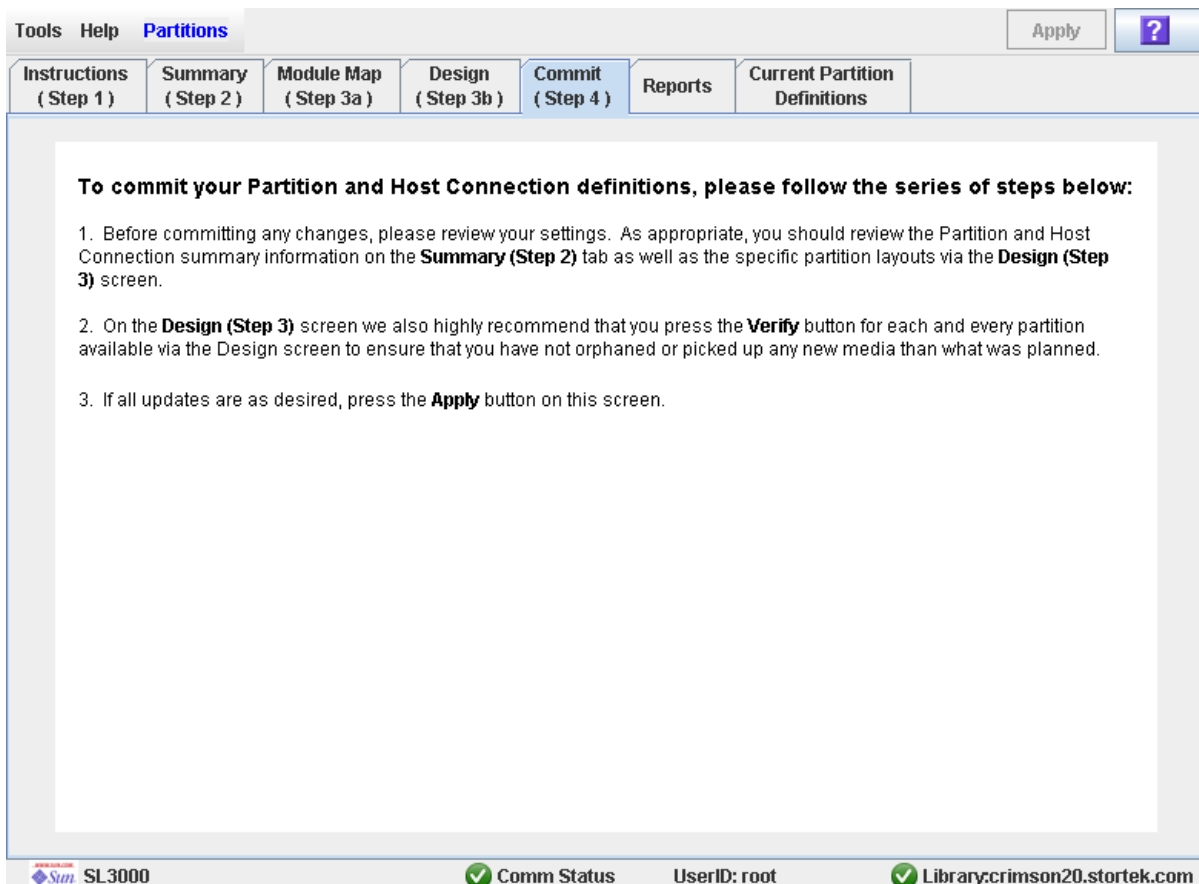 Tools Help Partitions
Apply
?
Instructions
( Step 1 )
Summary
( Step 2 )
Module Map
( Step 3a )
Design
( Step 3b )
Commit
( Step 4 )
Reports
Current Partition
Definitions
To commit your Partition and Host Connection definitions, please follow the series of steps below:
1. Before committing any changes, please review your settings. As appropriate, you should review the Partition and Host
Connection summary information on the Summary (Step 2) tab as well as the specific partition layouts via the Design (Step
3) screen.
2. On the Design (Step 3) screen we also highly recommend that you press the Verify button for each and every partition
available via the Design screen to ensure that you have not orphaned or picked up any new media than what was planned.
3. If all updates are as desired, press the Apply button on this screen.
Sun SL3000
Comm Status
UserID: root
Library:crimson20.stortek.com